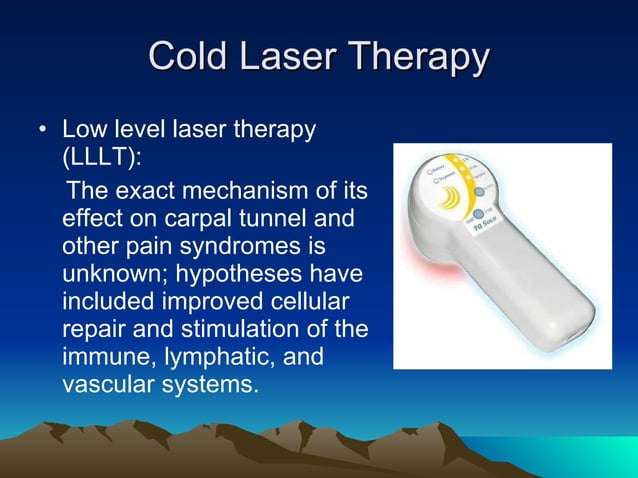 Cold Laser Therapy
• Low level laser therapy
(LLLT):
The exact mechanism of its
effect on carpal tunnel and
other pain syndromes is
unknown; hypotheses have
included improved cellular
repair and stimulation of the
immune, lymphatic, and
vascular systems.
TQ SOLO